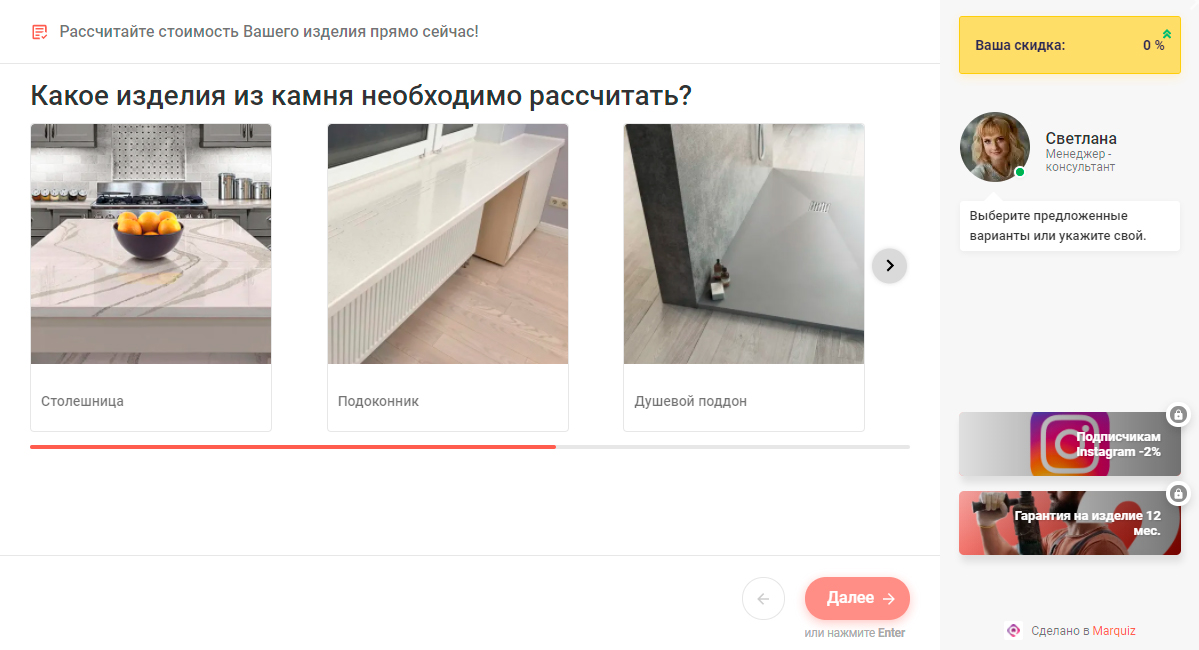 Рассчитайте стоимость Вашего изделия прямо сейчас!
Какое изделия из камня необходимо рассчитать?
Столешница
Подоконник
Душевой поддон
Далее
или нажмите Enter
Ваша скидка:
0 %
Светлана
Менеджер -
консультант
Выберите предложенные
варианты или укажите свой.
Подписчикам
Instagram -2%
Гарантия на изделие 12
мес.
Сделано в Marquiz